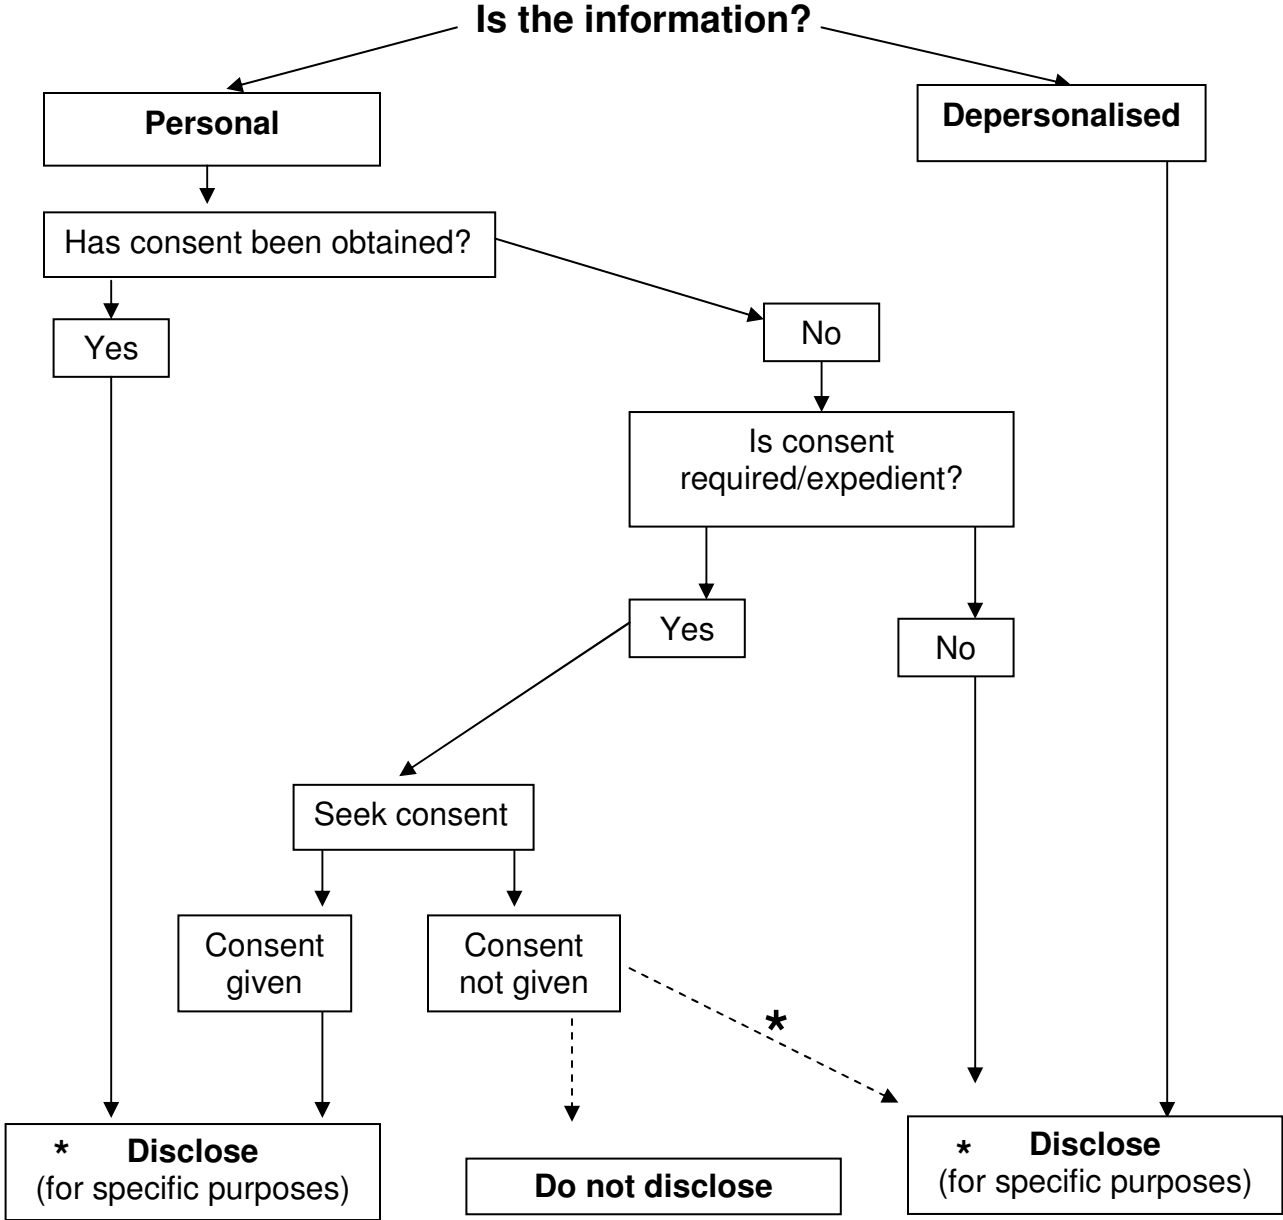 Is the information?
Personal
Depersonalised
Has consent been obtained?
Yes
No
Is consent
required/expedient?
Yes
No
Seek consent
Consent
given
Consent
not given
*
* Disclose
(for specific purposes)
Do not disclose
* Disclose
(for specific purposes)